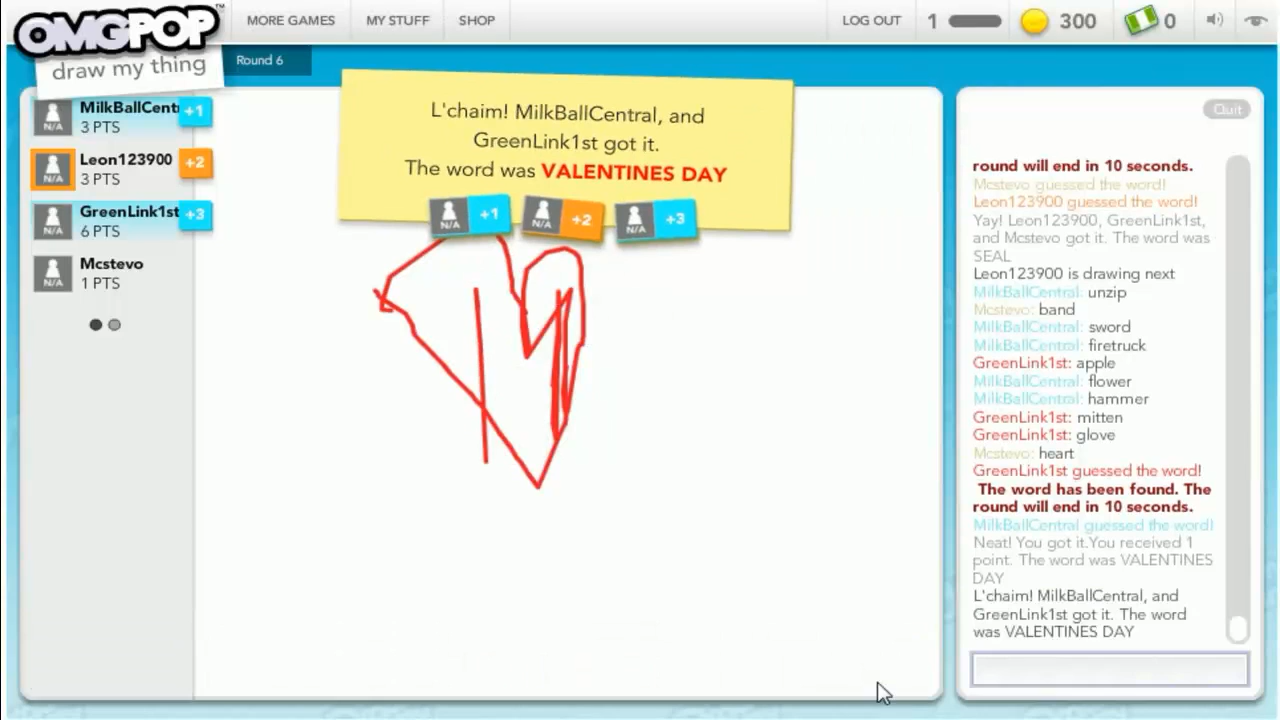 OMGPOP™
MORE GAMES
MY STUFF
SHOP
LOG OUT
1
300
0
draw my thing
Round 6
MilkBallCent
3 PTS
+1
Leon123900
3 PTS
+2
GreenLink1st
6 PTS
+3
Mcstevo
1 PTS
N/A
N/A
N/A
N/A
L'chaim! MilkBallCentral, and
GreenLink1st got it.
The word was VALENTINES DAY
N/A +1
N/A +2
N/A +3
Quit
round will end in 10 seconds.
Mcstevo guessed the word!
Leon123900 guessed the word!
Yay! Leon123900, GreenLink1st,
and Mcstevo got it. The word was
SEAL
Leon123900 is drawing next
MilkBallCentral: unzip
Mcstevo: band
MilkBallCentral: sword
MilkBallCentral: firetruck
GreenLink1st: apple
MilkBallCentral: flower
MilkBallCentral: hammer
GreenLink1st: mitten
GreenLink1st: glove
Mcstevo: heart
GreenLink1st guessed the word!
The word has been found. The
round will end in 10 seconds.
MilkBallCentral guessed the word!
Neat! You got it.You received 1
point. The word was VALENTINES
DAY
L'chaim! MilkBallCentral, and
GreenLink1st got it. The word
was VALENTINES DAY